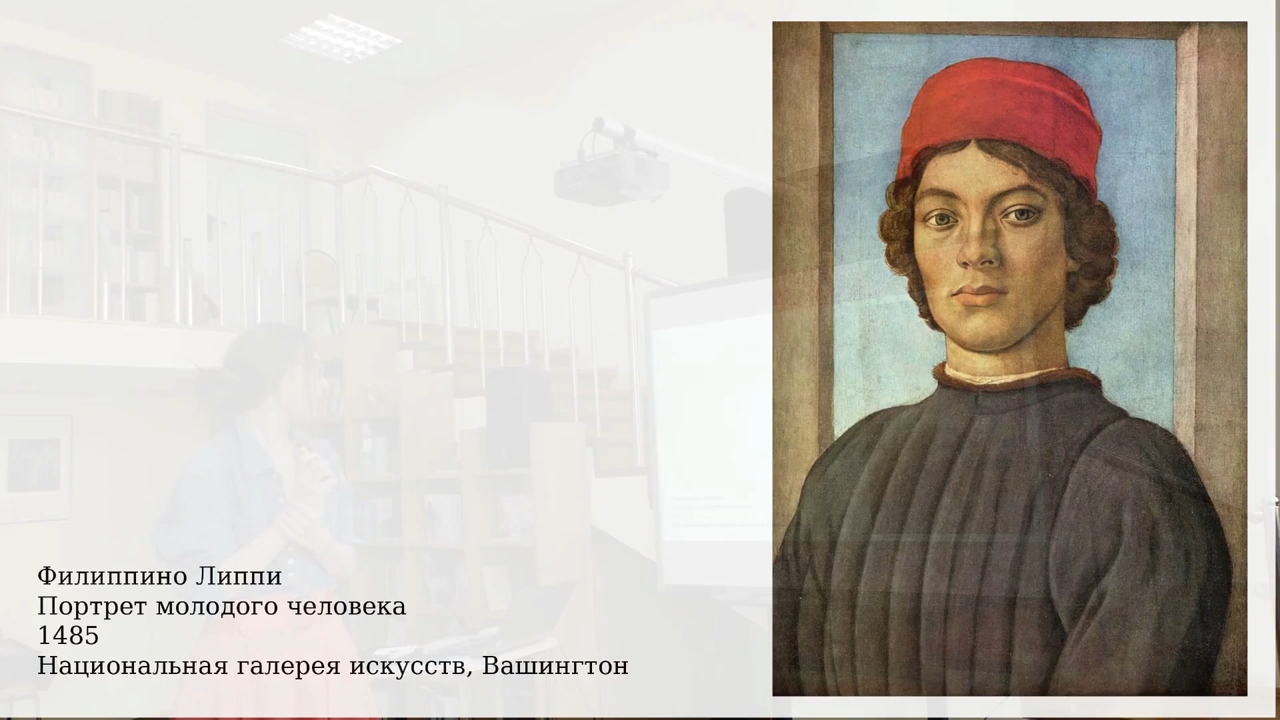 Филиппино Липпи
Портрет молодого человека
1485
Национальная галерея искусств, Вашингтон